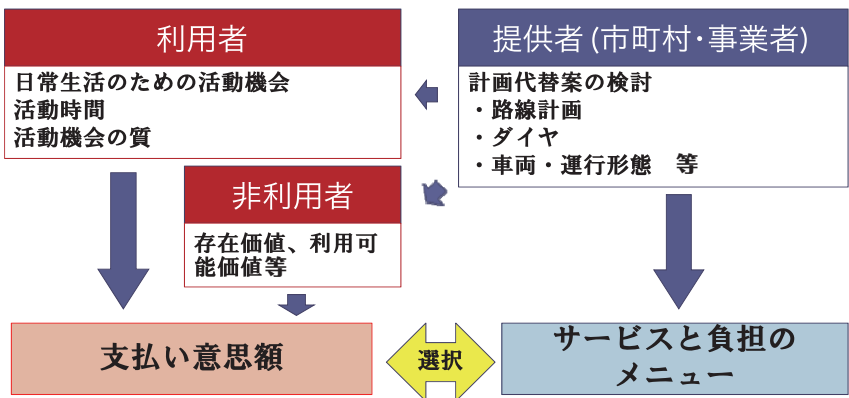 利用者
日常生活のための活動機会
活動時間
活動機会の質
提供者(市町村・事業者)
計画代替案の検討
・路線計画
・ダイヤ
・車両・運行形態　等
非利用者
存在価値、利用可
能価値等
支払い意思額
選択
サービスと負担の
メニュー